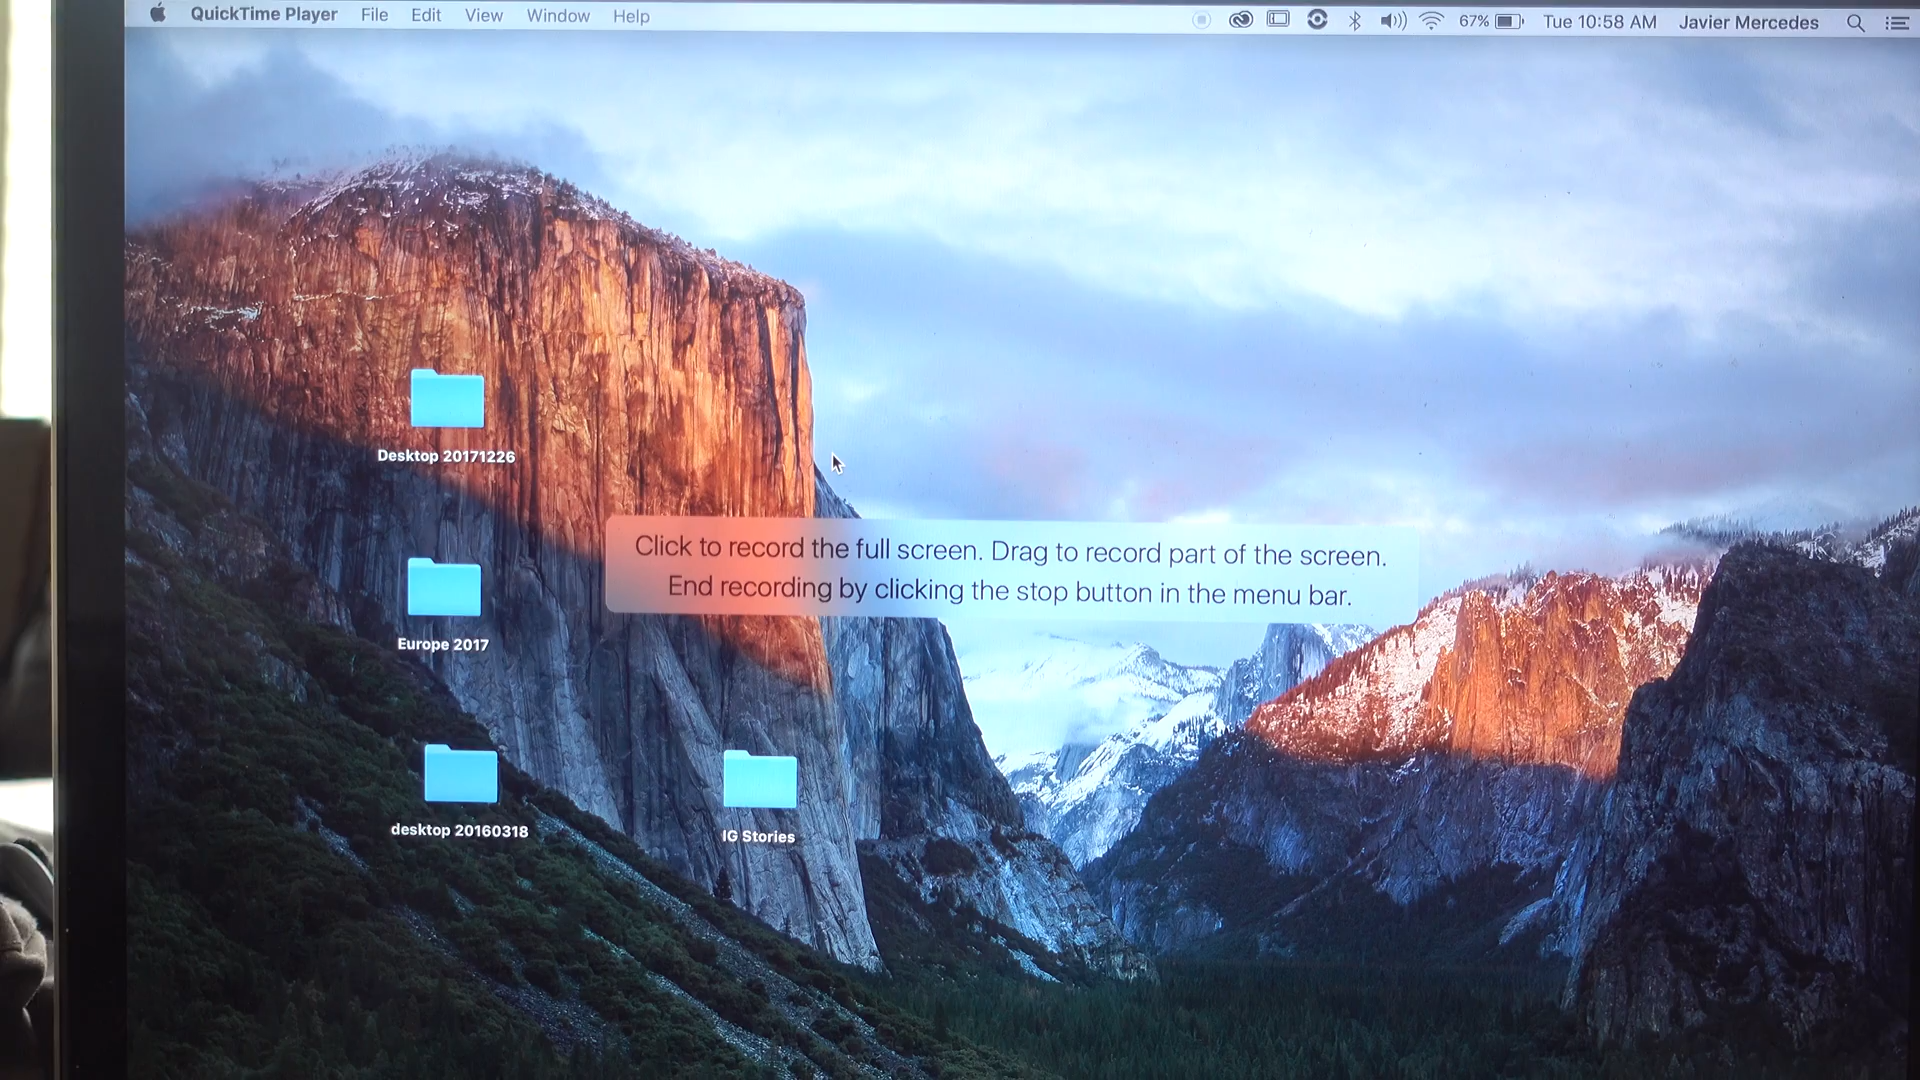 QuickTime Player File Edit View Window Help 67% Tue 10:58 AM Javier Mercedes
Desktop 20171226
Click to record the full screen. Drag to record part of the screen.
End recording by clicking the stop button in the menu bar.
Europe 2017
desktop 20160318
IG Stories